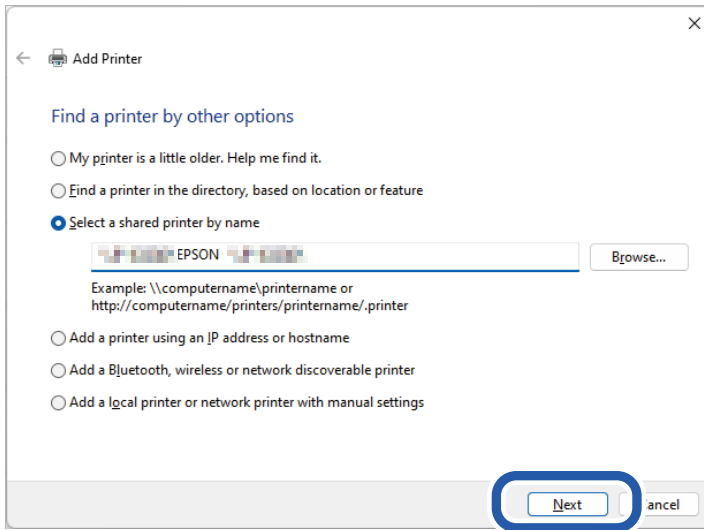 Add Printer
Find a printer by other options
My printer is a little older. Help me find it.
Find a printer in the directory, based on location or feature
Select a shared printer by name
EPSON
Browse...
Example: \\computername\printername or
http://computername/printers/printername/.printer
Add a printer using an IP address or hostname
Add a Bluetooth, wireless or network discoverable printer
Add a local printer or network printer with manual settings
Next
ancel